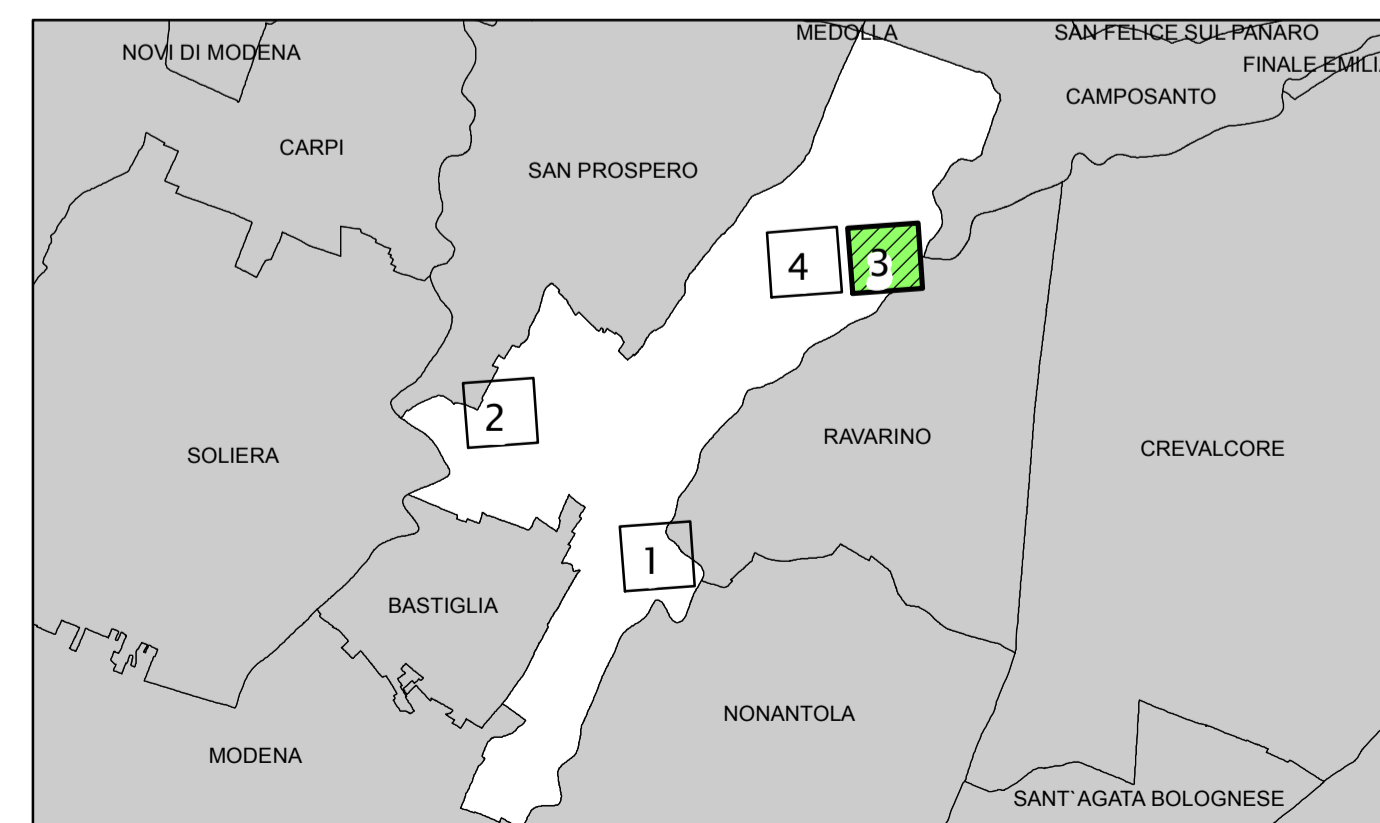 MEDOLLA
SAN FELICE SUL PANARO
NOVI DI MODENA
FINALE EMILI
CAMPOSANTO
CARPI
SAN PROSPERO
4
3
2
RAVARINO
CREVALCORE
SOLIERA
1
BASTIGLIA
NONANTOLA
MODENA
SANT`AGATA BOLOGNESE